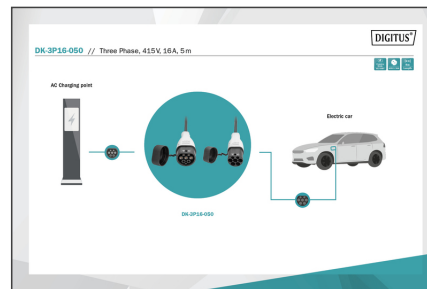 DIGITUS®
DK-3P16-050 // Three Phase, 415V, 16A, 5m
AC Charging point
Electric car
DK-3P16-050